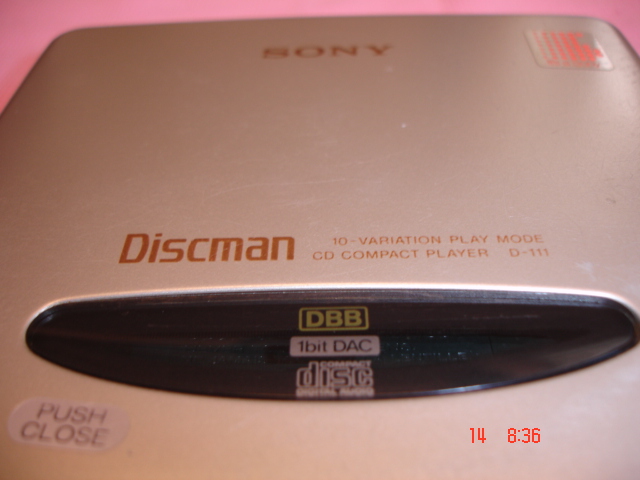 SONY
Discman
10-VARIATION PLAY MODE
CD COMPACT PLAYER D-111
DBB
1bit DAC
COMPACT
disc
DIGITAL AUDIO
PUSH
CLOSE
14 8:36